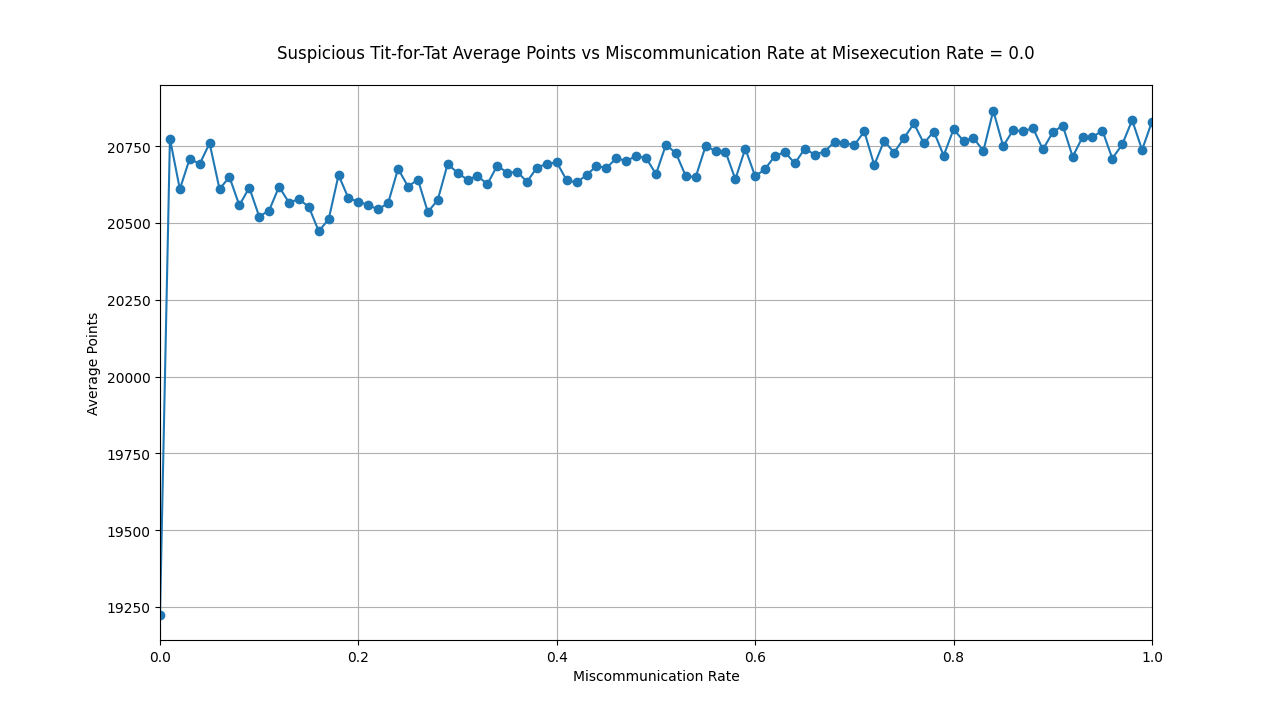 Suspicious Tit-for-Tat Average Points vs Miscommunication Rate at Misexecution Rate = 0.0
20750
20500
20250
20000
19750
19500
19250
Average Points
0.0 0.2 0.4 0.6 0.8 1.0
Miscommunication Rate